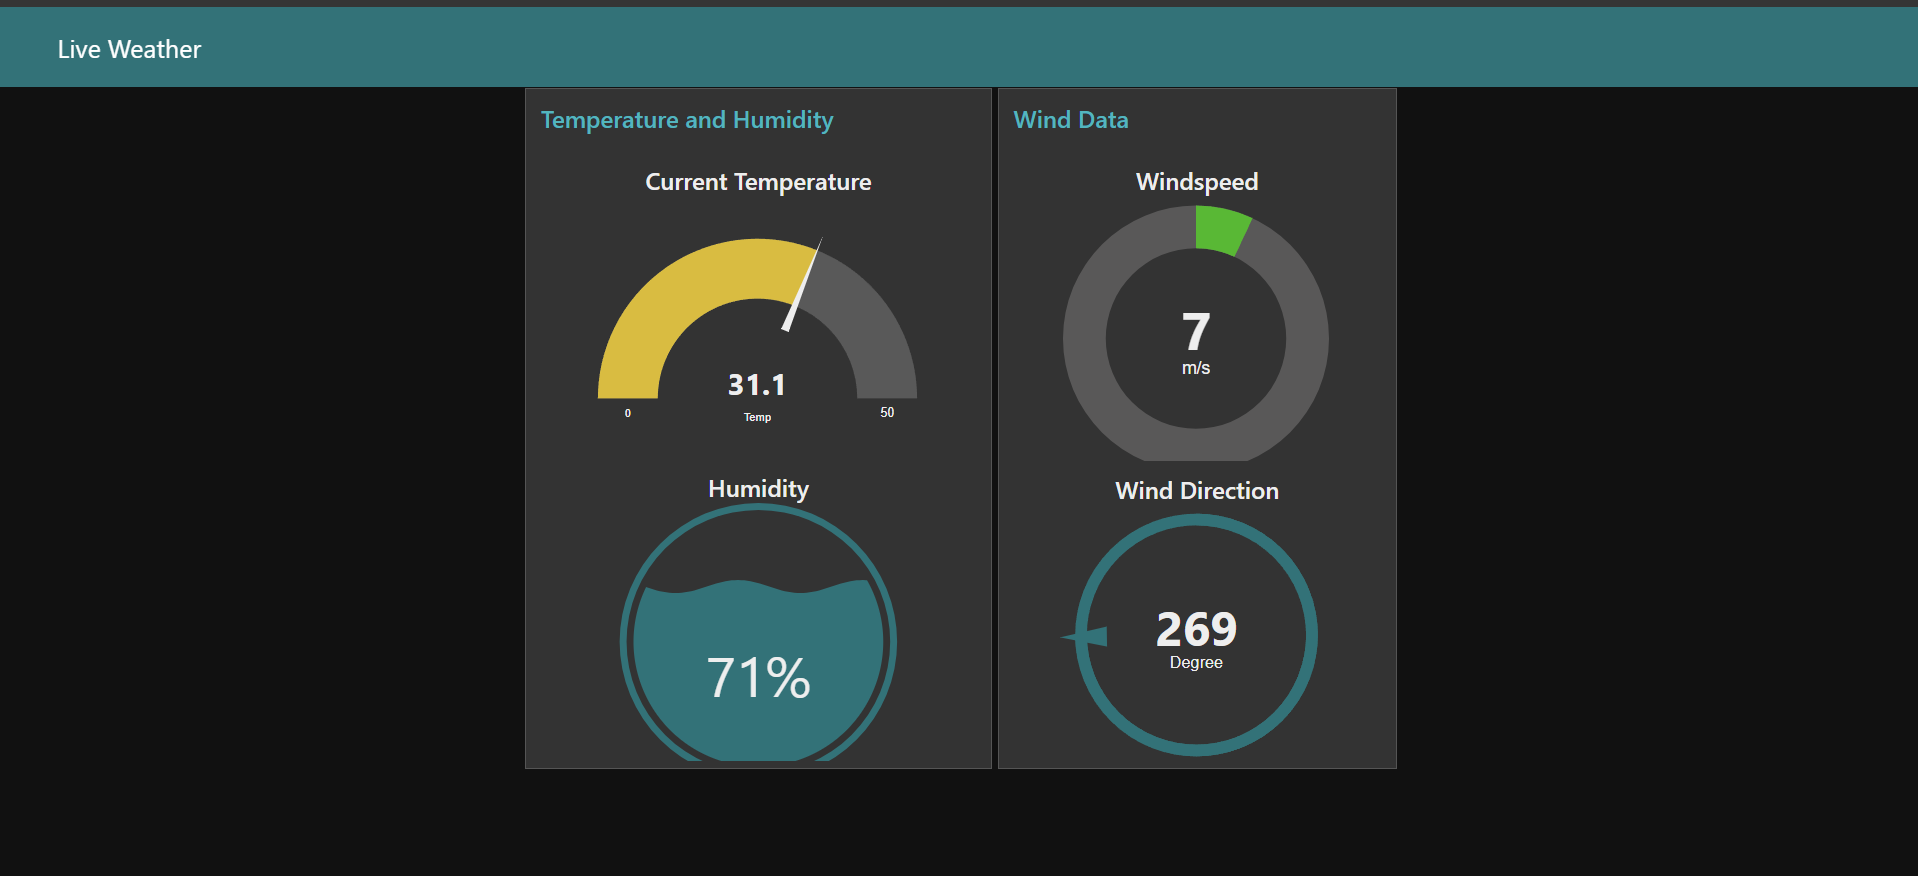 Live Weather
Temperature and Humidity
Current Temperature
31.1
0
Temp
50
Humidity
71%
Wind Data
Windspeed
7
m/s
Wind Direction
269
Degree